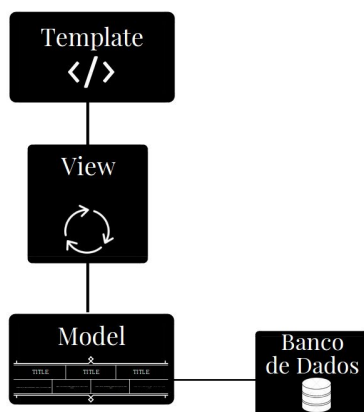 Template
</>
View
Model
TITLE TITLE TITLE
Banco
de Dados